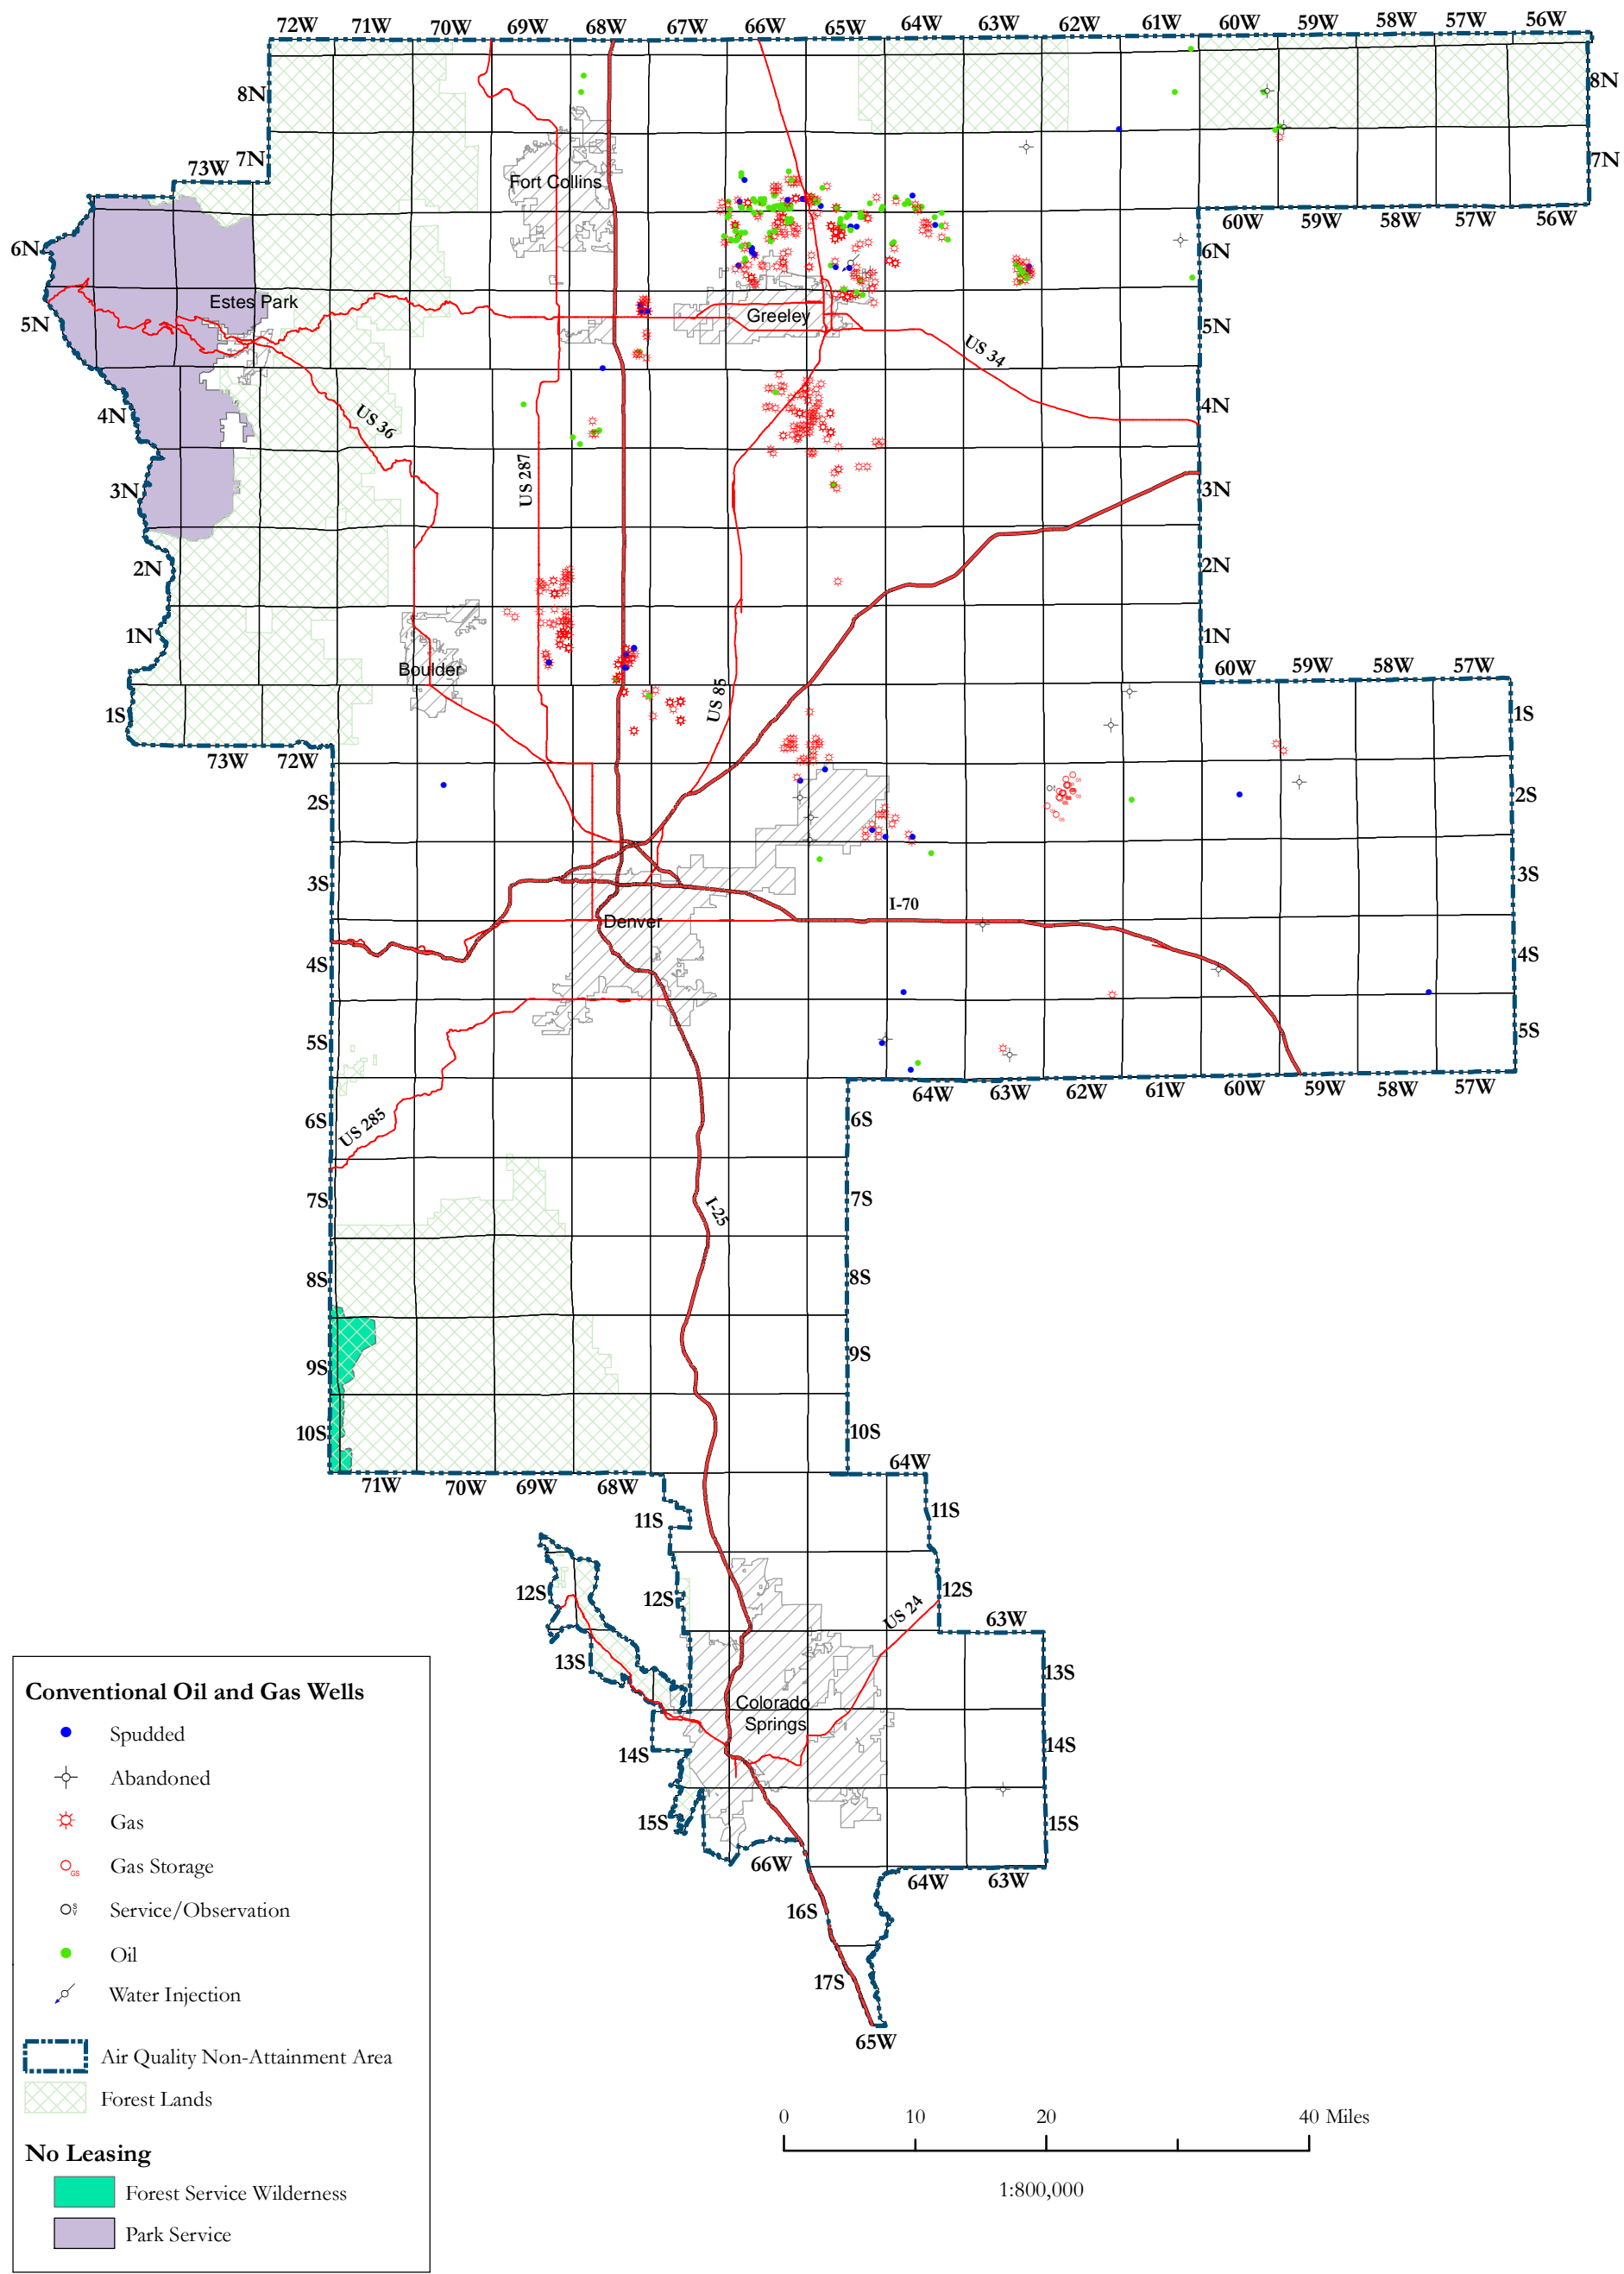 72W 71W 70W 69W 68W 67W 66W 65W 64W 63W 62W 61W 60W 59W 58W 57W 56W
8N 8N
7N 73W 7N
Fort Collins
60W 59W 58W 57W 56W
6N 6N
Estes Park
Greeley
5N 5N
US 34
4N US 36 4N
US 287
3N 3N
2N 2N
1N 1N
Boulder
60W 59W 58W 57W
US 85
1S 1S
73W 72W
2S 2S
3S 3S
I-70
Denver
4S 4S
5S 5S
64W 63W 62W 61W 60W 59W 58W 57W
6S US 285 6S
7S 7S
I-25
8S 8S
9S 9S
10S 10S
64W
71W 70W 69W 68W
11S 11S
12S 12S 12S
US 24
63W
13S 13S
Colorado
Springs
14S 14S
15S 15S
66W
64W 63W
16S
17S
65W
Conventional Oil and Gas Wells
Spudded
Abandoned
Gas
GS Gas Storage
Service/Observation
Oil
Water Injection
Air Quality Non-Attainment Area
Forest Lands
No Leasing
Forest Service Wilderness
Park Service
0 10 20 40 Miles
1:800,000